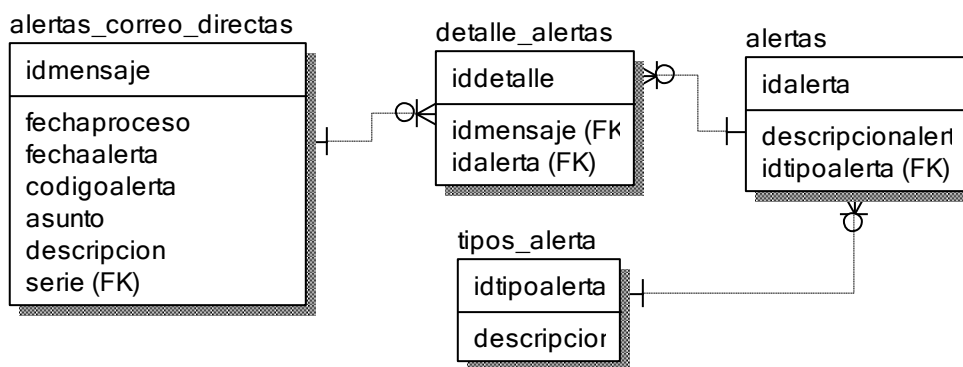 alertas_correo_directas
idmensaje
fechaproceso
fechaalerta
codigoalerta
asunto
descripcion
serie (FK)
detalle_alertas
iddetalle
idmensaje (FK
idalerta (FK)
alertas
idalerta
descripcionalert
idtipoalerta (FK)
tipos_alerta
idtipoalerta
descripcion